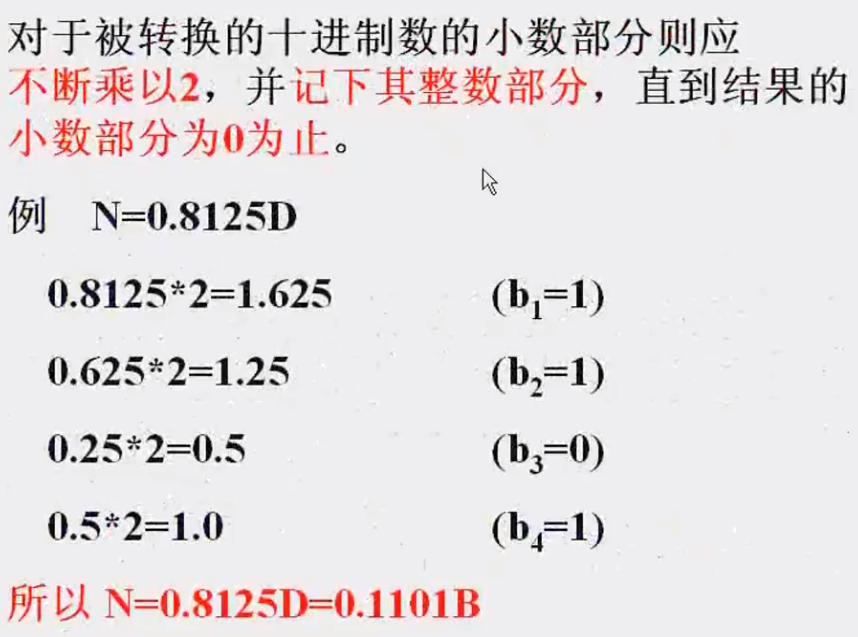 对于被转换的十进制数的小数部分则应
不断乘以2，并记下其整数部分，直到结果的
小数部分为0为止。
例 N=0.8125D
0.8125*2=1.625 (b₁=1)
0.625*2=1.25 (b₂=1)
0.25*2=0.5 (b₃=0)
0.5*2=1.0 (b₄=1)
所以 N=0.8125D=0.1101B